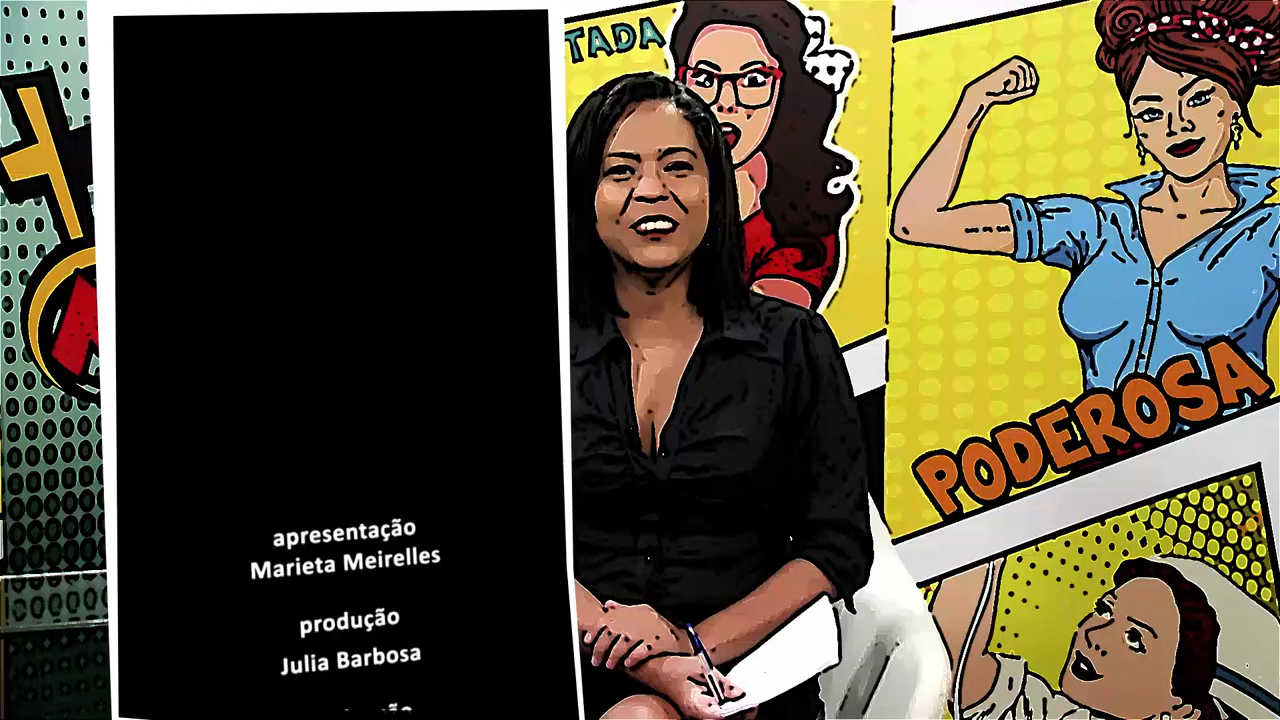 TADA
PODEROSA
apresentação
Marieta Meirelles
produção
Julia Barbosa